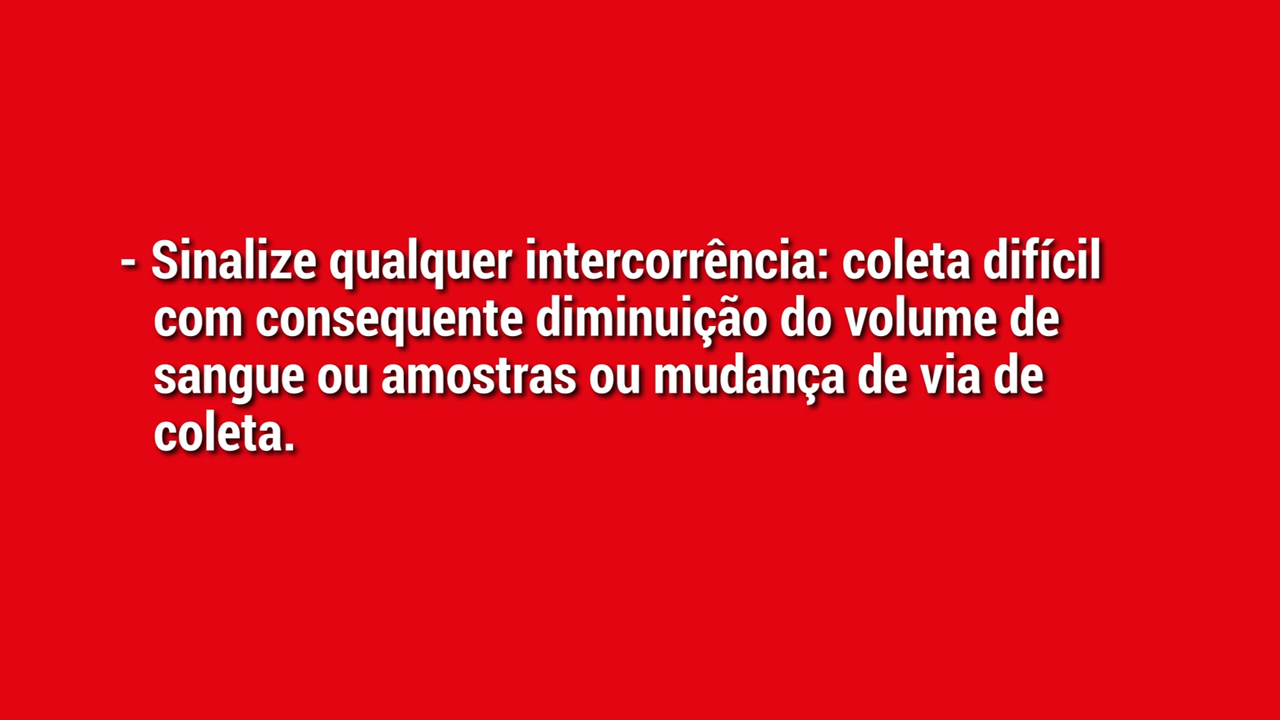 - Sinalize qualquer intercorrência: coleta difícil
com consequente diminuição do volume de
sangue ou amostras ou mudança de via de
coleta.